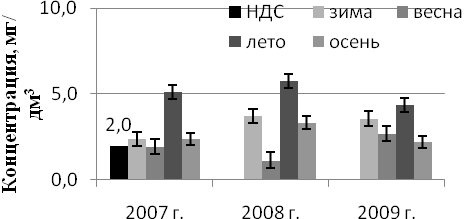 Концентрация, мг/
дм³
10,0
5,0
0,0
НДС зима весна
лето осень
2,0
2007 г. 2008 г. 2009 г.